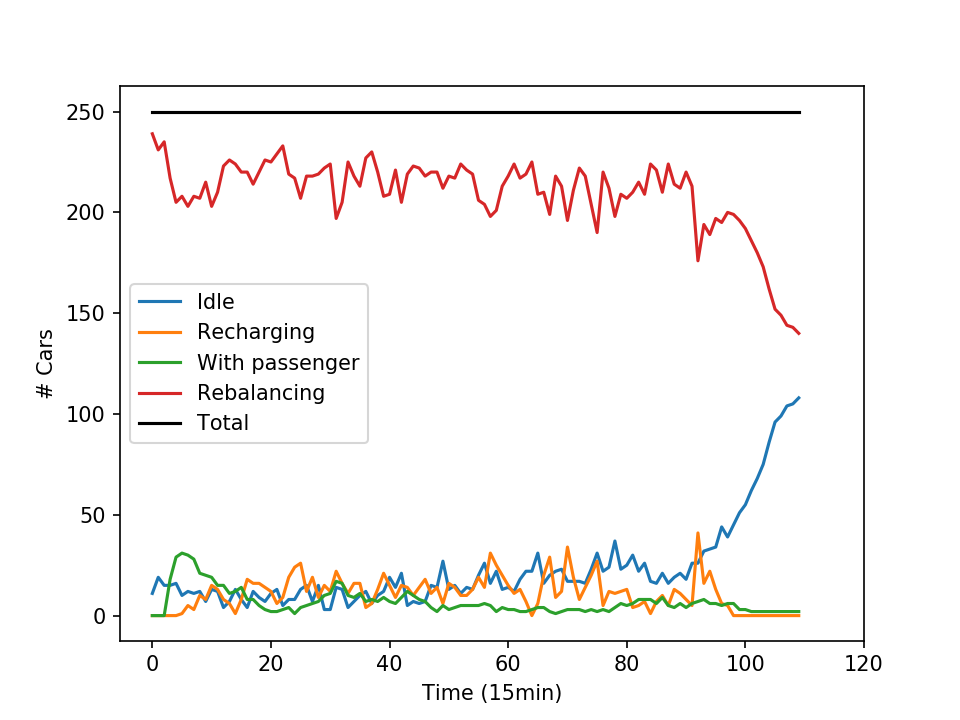 250
200
150
100
50
0
# Cars
Idle
Recharging
With passenger
Rebalancing
Total
0 20 40 60 80 100 120
Time (15min)